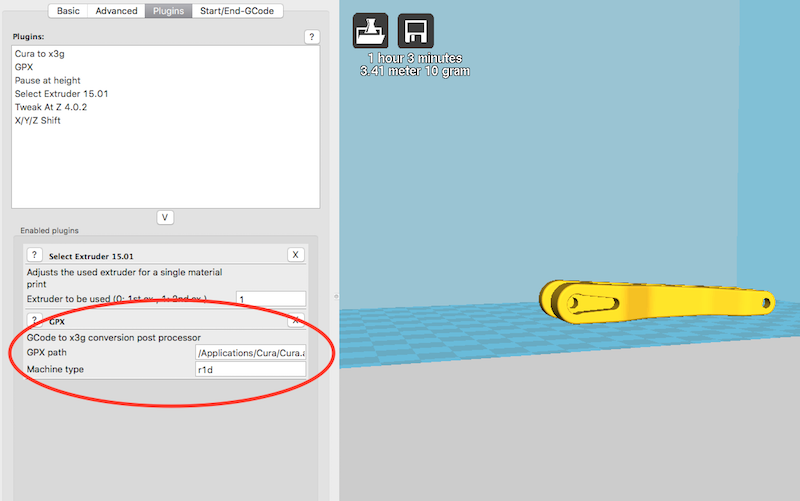 Basic Advanced Plugins Start/End-GCode
Plugins: ?
Cura to x3g
GPX
Pause at height
Select Extruder 15.01
Tweak At Z 4.0.2
X/Y/Z Shift
V
Enabled plugins
? Select Extruder 15.01 X
Adjusts the used extruder for a single material
print
Extruder to be used (0: 1st ex., 1: 2nd ex.) 1
? GPX X
GCode to x3g conversion post processor
GPX path /Applications/Cura/Cura.a
Machine type r1d
1 hour 3 minutes
3.41 meter 10 gram